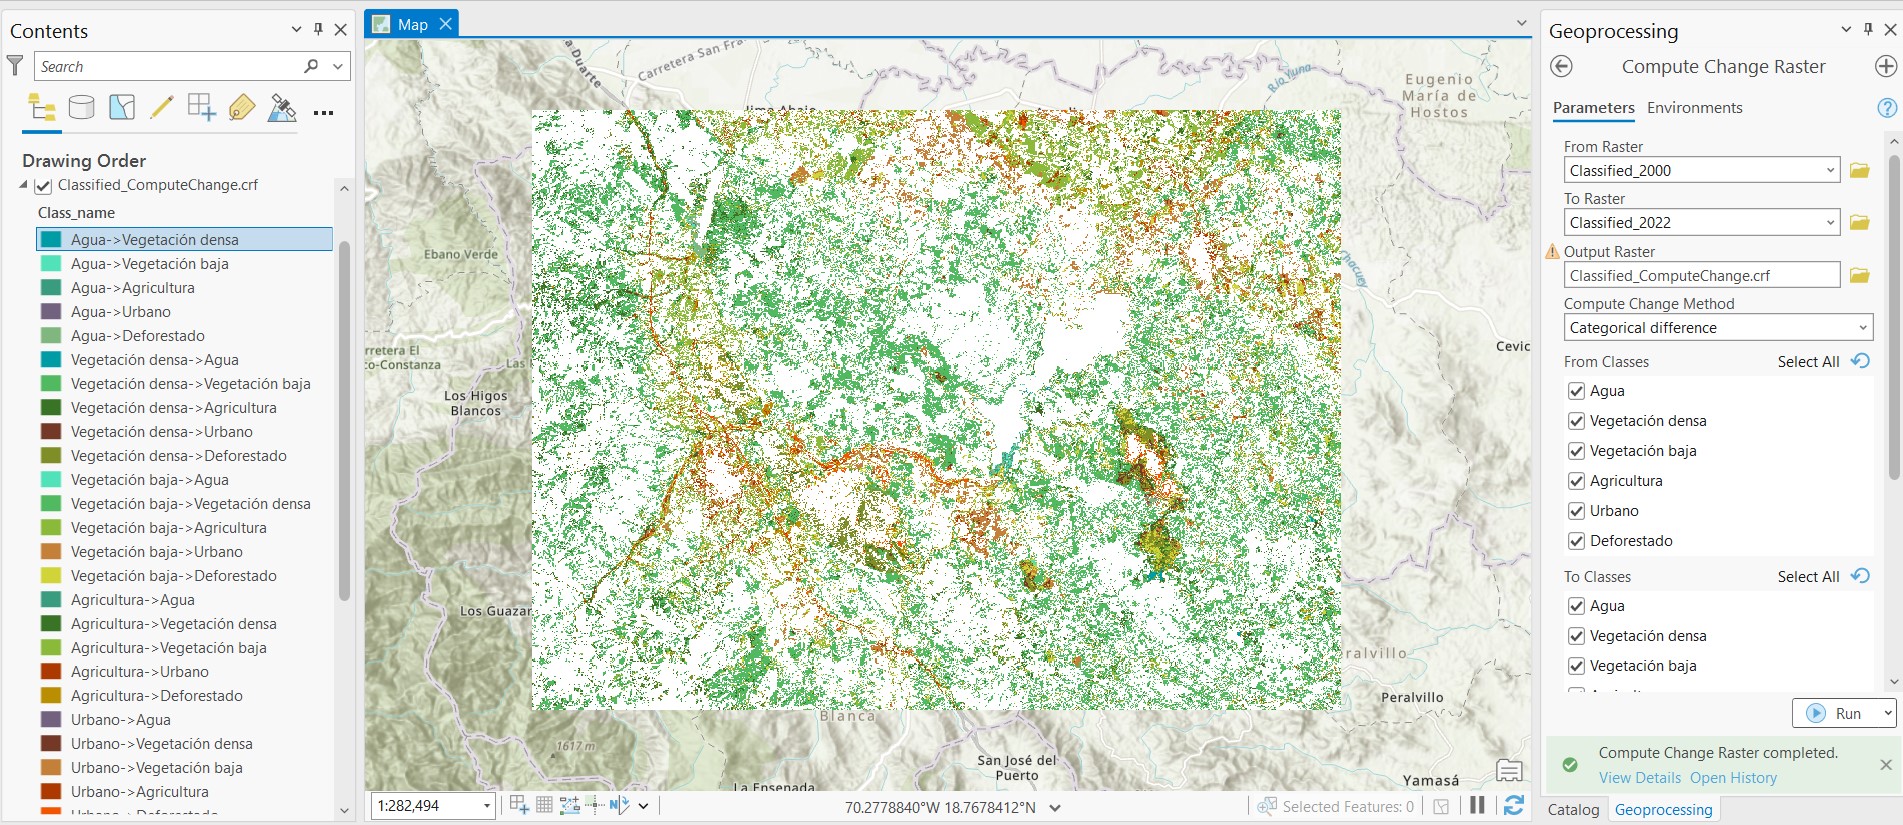 Contents
Search
Drawing Order
Classified_ComputeChange.crf
Class_name
Agua->Vegetación densa
Agua->Vegetación baja
Agua->Agricultura
Agua->Urbano
Agua->Deforestado
Vegetación densa->Agua
Vegetación densa->Vegetación baja
Vegetación densa->Agricultura
Vegetación densa->Urbano
Vegetación densa->Deforestado
Vegetación baja->Agua
Vegetación baja->Vegetación densa
Vegetación baja->Agricultura
Vegetación baja->Urbano
Vegetación baja->Deforestado
Agricultura->Agua
Agricultura->Vegetación densa
Agricultura->Vegetación baja
Agricultura->Urbano
Agricultura->Deforestado
Urbano->Agua
Urbano->Vegetación densa
Urbano->Vegetación baja
Urbano->Agricultura
Urbano->Deforestado
Map
Duarte
Carretera San Fra
Eugenio
María de
Hostos
Ebano Verde
Chacuey
rretera El
co-Constanza
Las
Los Higos
Blancos
Cevic
Los Guazar
ralvillo
Peralvillo
Blanca
1617 m
San José del
Puerto
La Ensenada
Yamasá
1:282,494
70.2778840°W 18.7678412°N
Selected Features: 0
Geoprocessing
Compute Change Raster
Parameters
Environments
From Raster
Classified_2000
To Raster
Classified_2022
Output Raster
Classified_ComputeChange.crf
Compute Change Method
Categorical difference
From Classes
Select All
Agua
Vegetación densa
Vegetación baja
Agricultura
Urbano
Deforestado
To Classes
Select All
Agua
Vegetación densa
Vegetación baja
Run
Compute Change Raster completed.
View Details
Open History
Catalog
Geoprocessing